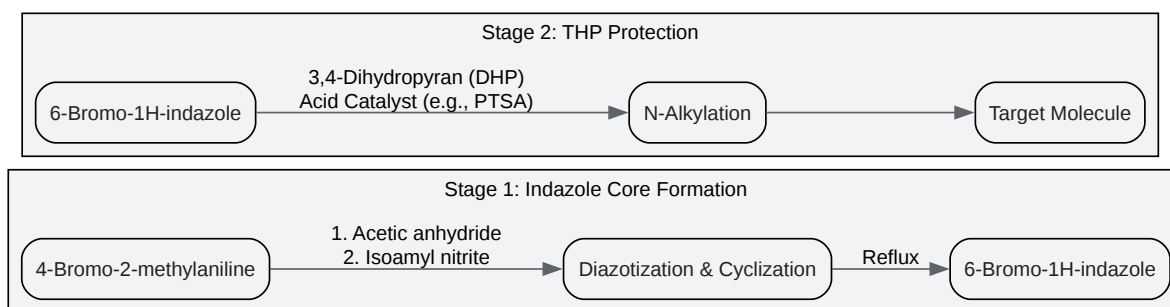 Stage 2: THP Protection
3,4-Dihydropyran (DHP)
Acid Catalyst (e.g., PTSA)
6-Bromo-1H-indazole
N-Alkylation
Target Molecule
Stage 1: Indazole Core Formation
1. Acetic anhydride
2. Isoamyl nitrite
4-Bromo-2-methylaniline
Diazotization & Cyclization
Reflux
6-Bromo-1H-indazole